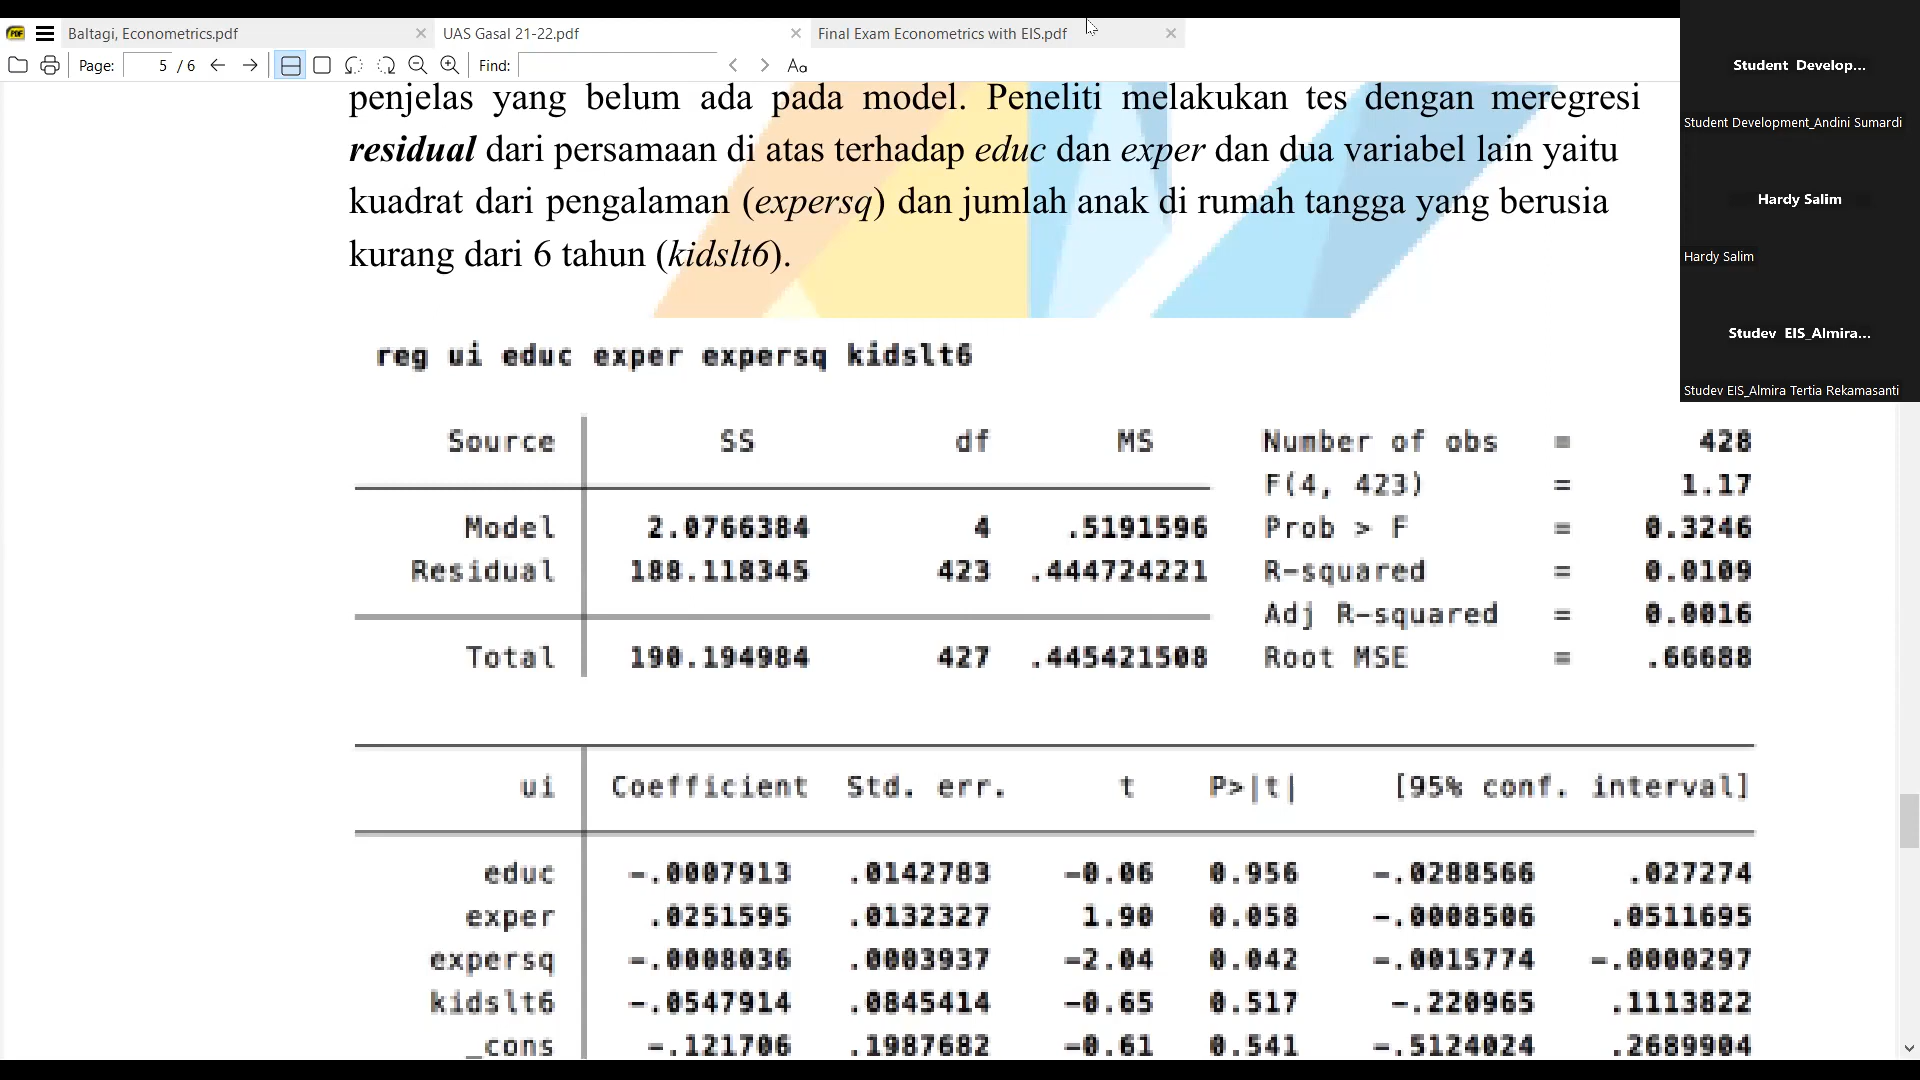 Baltagi, Econometrics.pdf
UAS Gasal 21-22.pdf
Final Exam Econometrics with EIS.pdf
Page: 5 / 6
Find:
penjelas yang belum ada pada model. Peneliti melakukan tes dengan meregresi
residual dari persamaan di atas terhadap educ dan exper dan dua variabel lain yaitu
kuadrat dari pengalaman (expersq) dan jumlah anak di rumah tangga yang berusia
kurang dari 6 tahun (kidslt6).
reg ui educ exper expersq kidslt6
Source SS df MS Number of obs = 428
F(4, 423) = 1.17
Model 2.0766384 4 .5191596 Prob > F = 0.3246
Residual 188.118345 423 .444724221 R-squared = 0.0109
Adj R-squared = 0.0016
Total 190.194984 427 .445421508 Root MSE = .66688
ui Coefficient Std. err. t P>|t| [95% conf. interval]
educ -.0007913 .0142783 -0.06 0.956 -.0288566 .027274
exper .0251595 .0132327 1.90 0.058 -.0008506 .0511695
expersq -.0008036 .0003937 -2.04 0.042 -.0015774 -.0000297
kidslt6 -.0547914 .0845414 -0.65 0.517 -.220965 .1113822
_cons -.121706 .1987682 -0.61 0.541 -.5124024 .2689904
Student Develop...
Student Development_Andini Sumardi
Hardy Salim
Hardy Salim
Studev EIS_Almira...
Studev EIS_Almira Tertia Rekamasanti